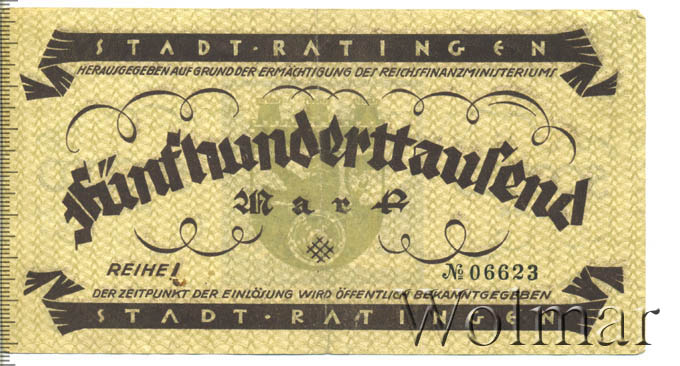 STADT·RATINGEN
HERAUSGEGEBEN AUF GRUND DER ERMÄCHTIGUNG DES REICHSFINANZMINISTERIUMS
Fünfhunderttausend
Mark
REIHE I
№ 06623
DER ZEITPUNKT DER EINLÖSUNG WIRD ÖFFENTLICH BEKANNTGEGEBEN
STADT·RATINGEN
Wolmar